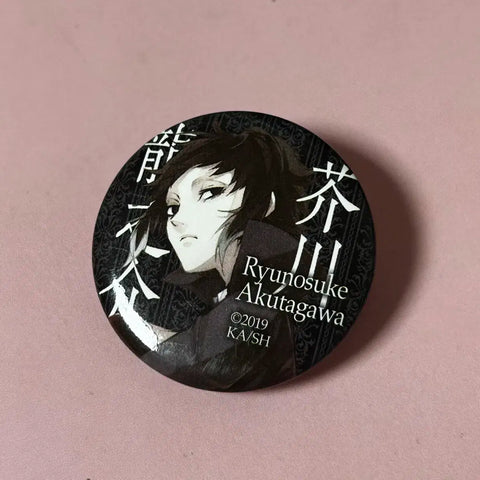 芥川
龍之介
Ryunosuke
Akutagawa
©2019
KA/SH